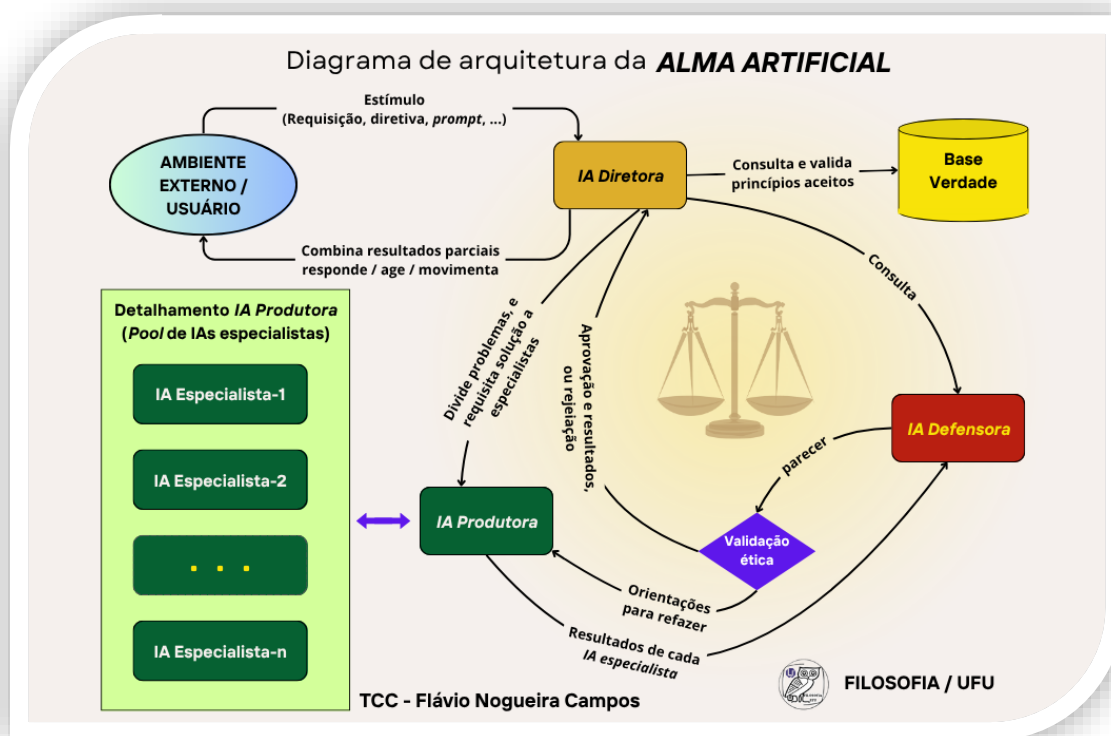 Diagrama de arquitetura da ALMA ARTIFICIAL
Estímulo
(Requisição, diretiva, prompt, ...)
AMBIENTE
EXTERNO /
USUÁRIO
IA Diretora
Consulta e valida
princípios aceitos
Base
Verdade
Combina resultados parciais
responde / age / movimenta
Consulta
Detalhamento IA Produtora
(Pool de IAs especialistas)
IA Especialista-1
IA Especialista-2
. . .
IA Especialista-n
Divide problemas, e
requisita solução a
especialistas
Aprovação e resultados,
ou rejeiação
IA Defensora
parecer
IA Produtora
Validação
ética
Orientações
para refazer
Resultados de cada
IA especialista
TCC - Flávio Nogueira Campos
FILOSOFIA / UFU